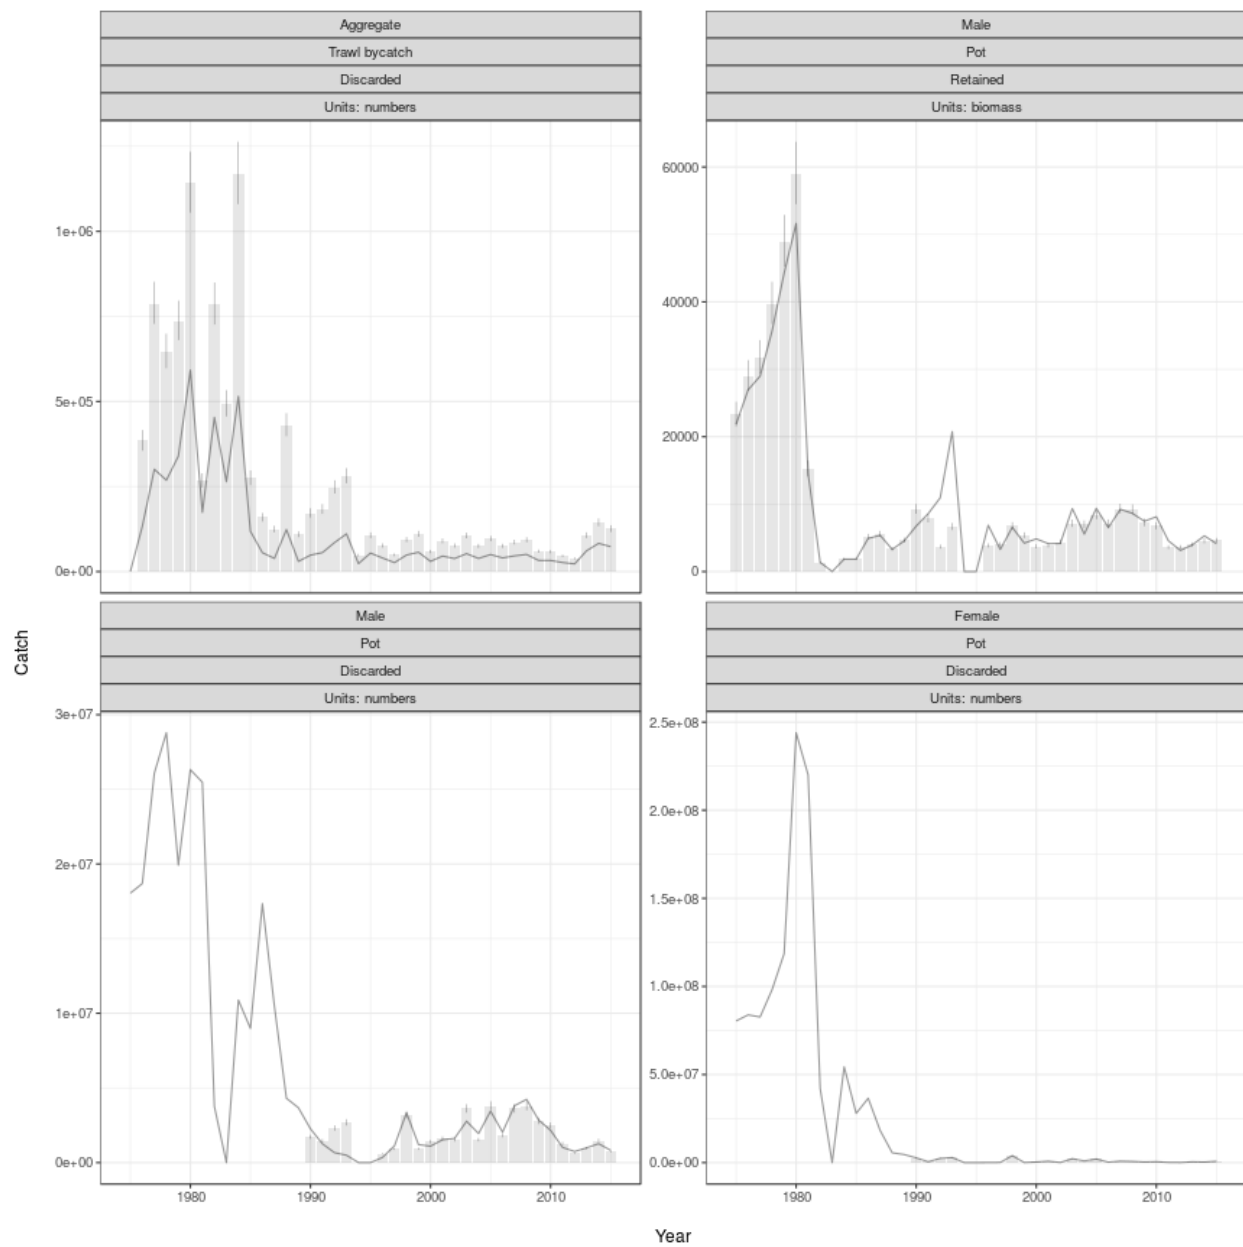 Aggregate
Trawl bycatch
Discarded
Units: numbers
1e+06
5e+05
0e+00
Male
Pot
Retained
Units: biomass
60000
40000
20000
0
Catch
Male
Pot
Discarded
Units: numbers
3e+07
2e+07
1e+07
0e+00
1980 1990 2000 2010
Female
Pot
Discarded
Units: numbers
2.5e+08
2.0e+08
1.5e+08
1.0e+08
5.0e+07
0.0e+00
1980 1990 2000 2010
Year